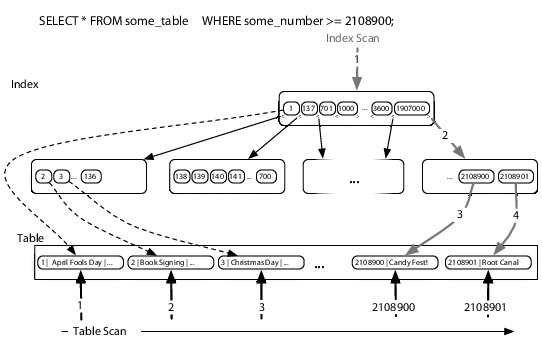 SELECT * FROM some_table WHERE some_number >= 2108900;
Index Scan
1
Index
1 137 701 1000 ... 3600 1907000
2
2 3 ... 136
138 139 140 141 ... 700
...
... 2108900 2108901
3 4
Table
1| April Fools Day |...
2|Book Signing|...
3 | Christmas Day|...
...
2108900 |Candy Fest!
2108901 |Root Canal
1 2 3 2108900 2108901
Table Scan